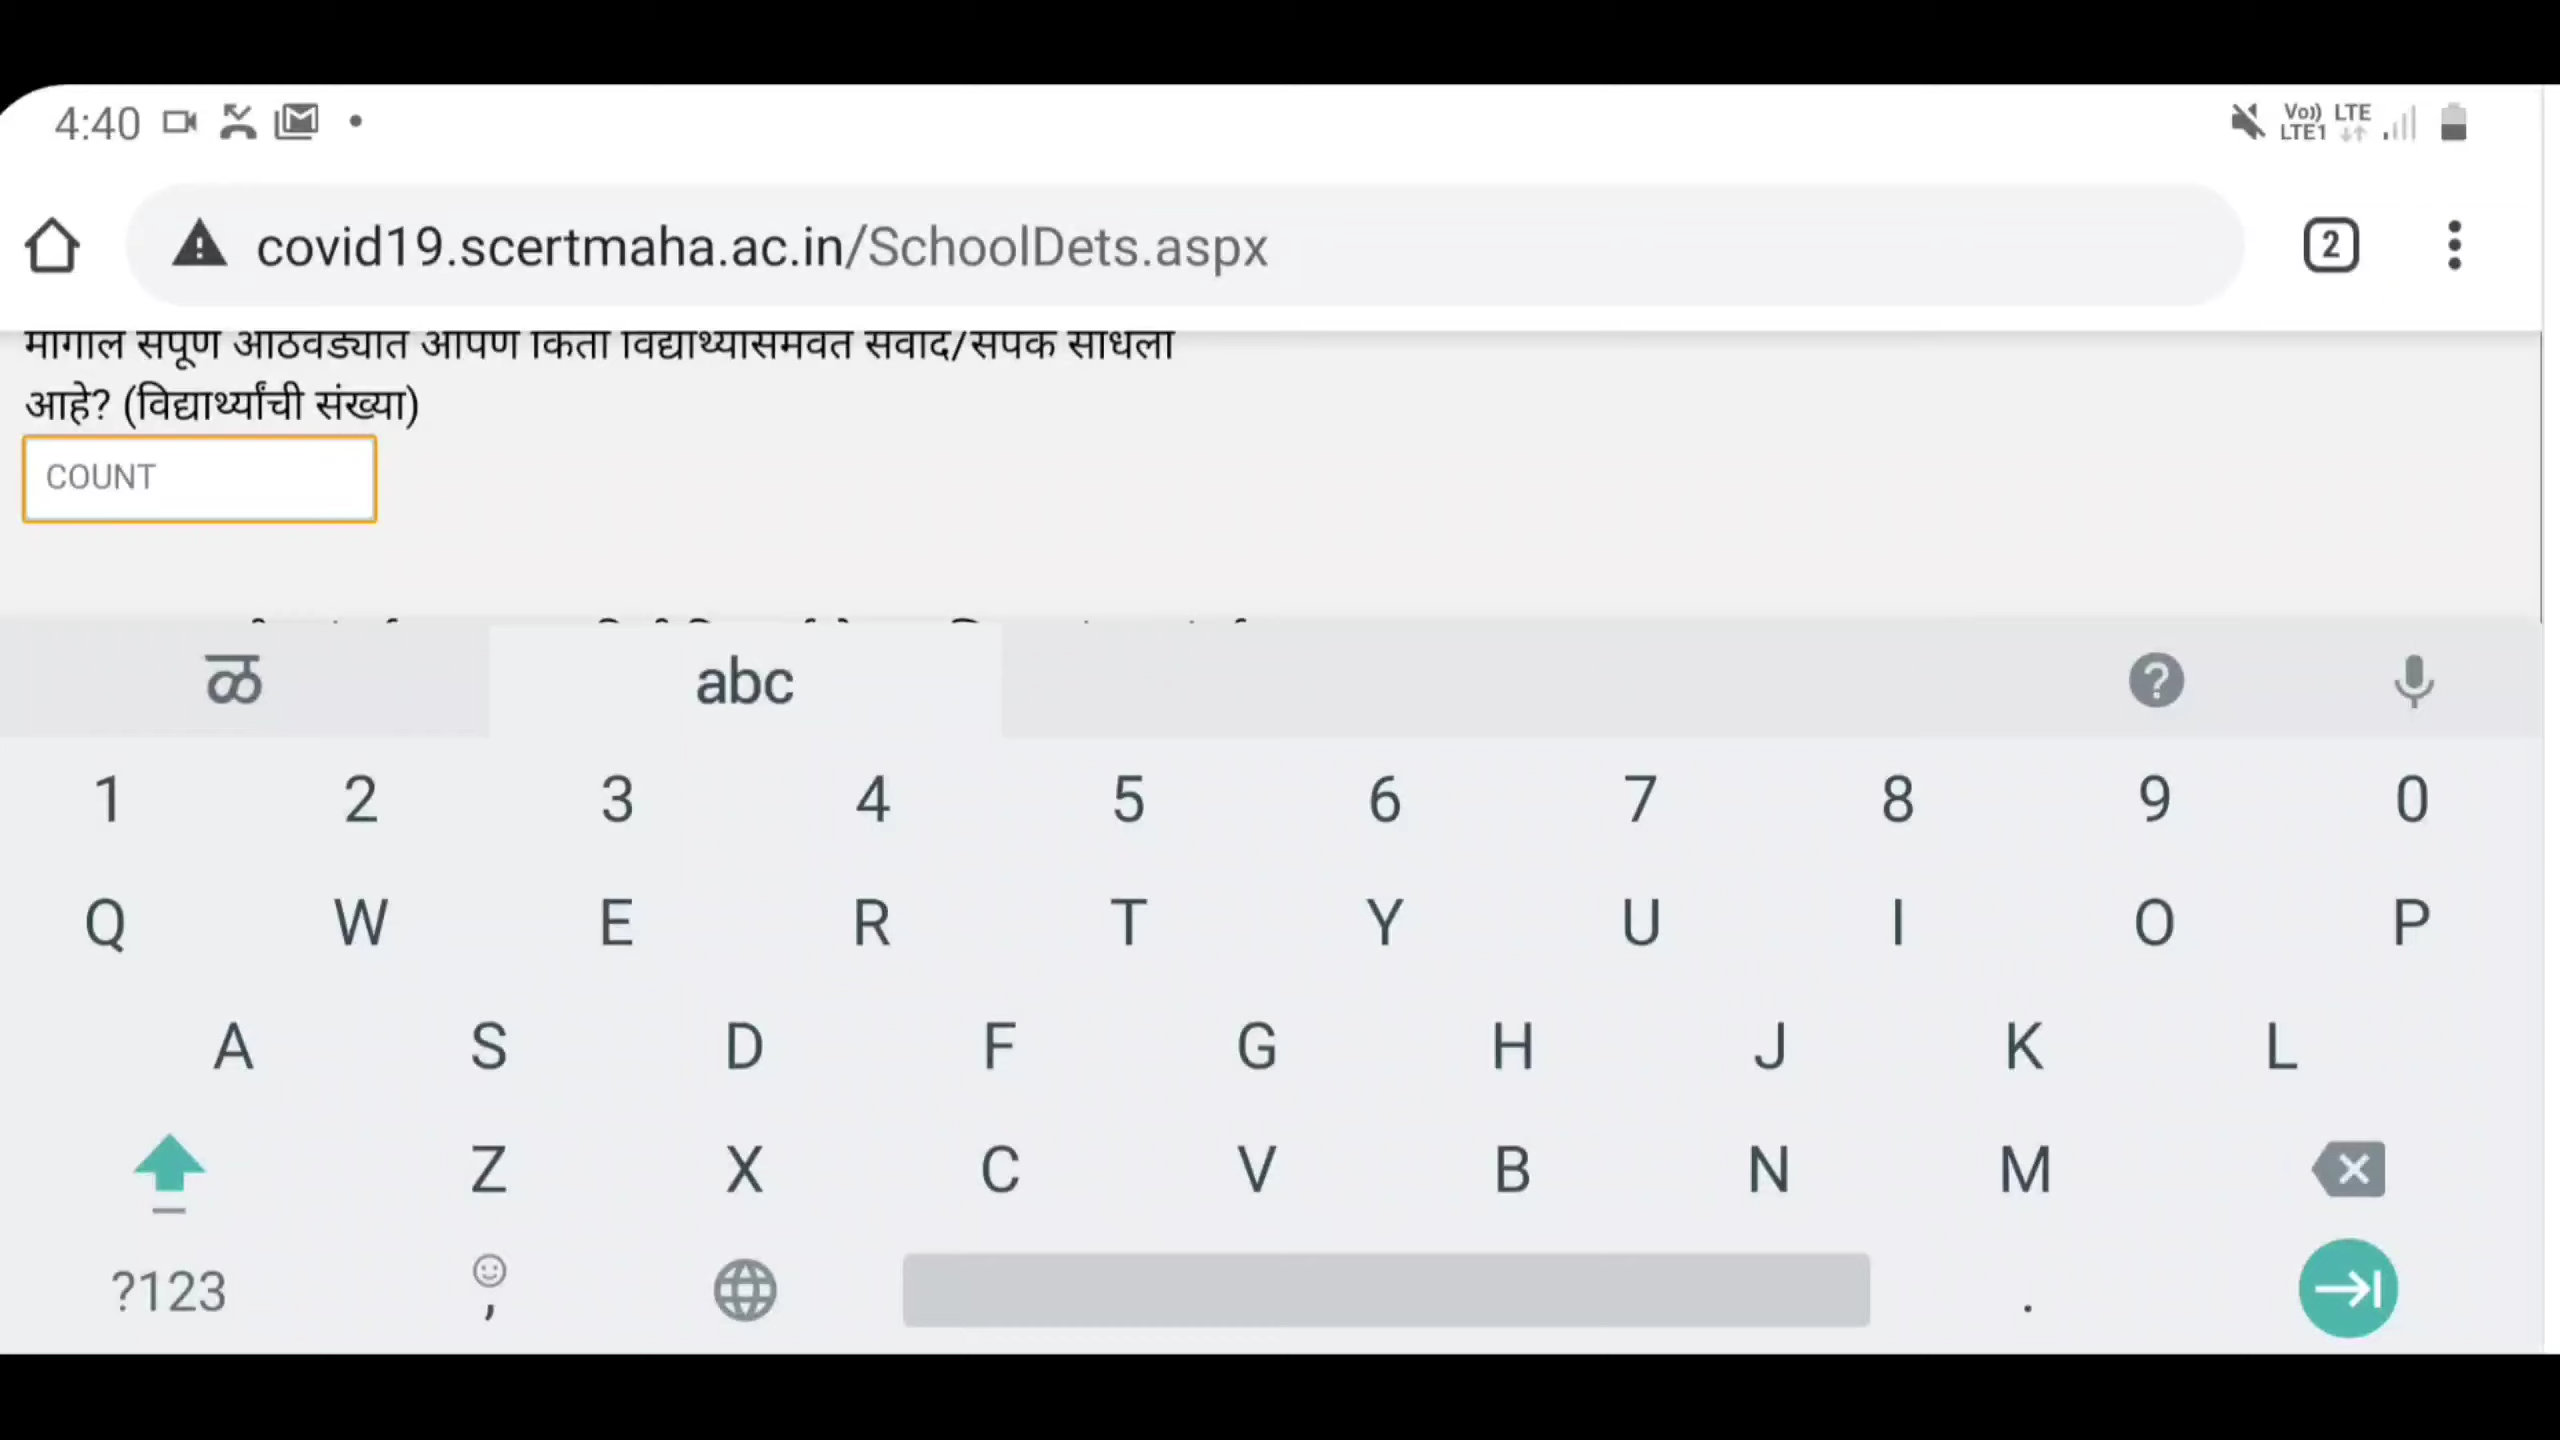 4:40
Vo)) LTE
LTE1
covid19.scertmaha.ac.in/SchoolDets.aspx
2
मागील संपूर्ण आठवड्यात आपण किती विद्यार्थ्यांसमवेत संवाद/संपर्क साधला
आहे? (विद्यार्थ्यांची संख्या)
COUNT
ळ abc
1 2 3 4 5 6 7 8 9 0
Q W E R T Y U I O P
A S D F G H J K L
Z X C V B N M
?123 , .